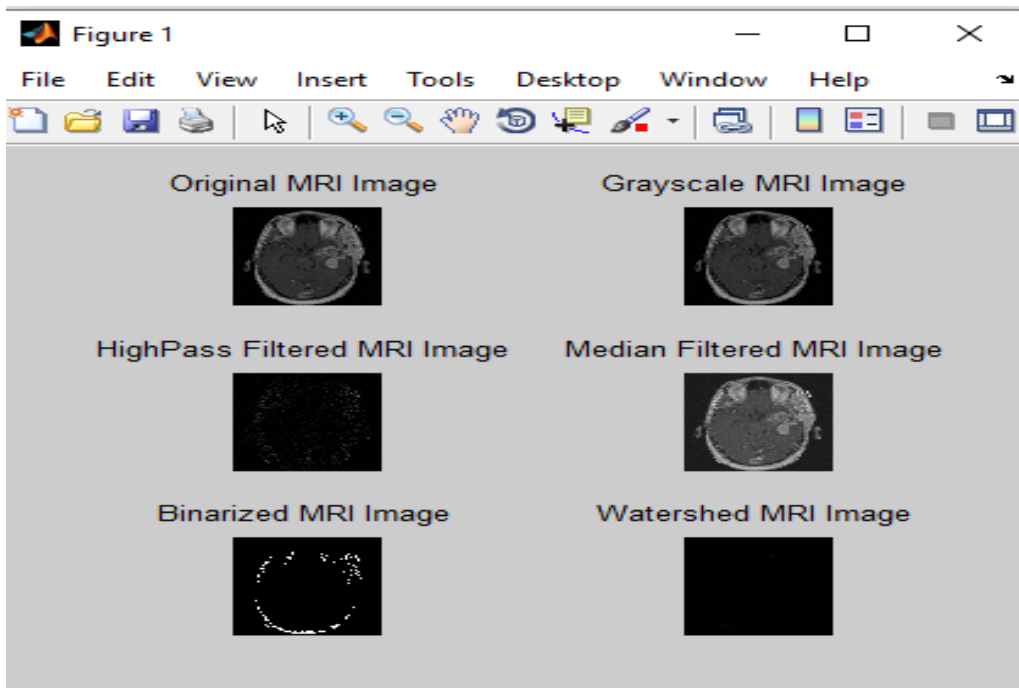 Figure 1
File Edit View Insert Tools Desktop Window Help
Original MRI Image
Grayscale MRI Image
HighPass Filtered MRI Image
Median Filtered MRI Image
Binarized MRI Image
Watershed MRI Image